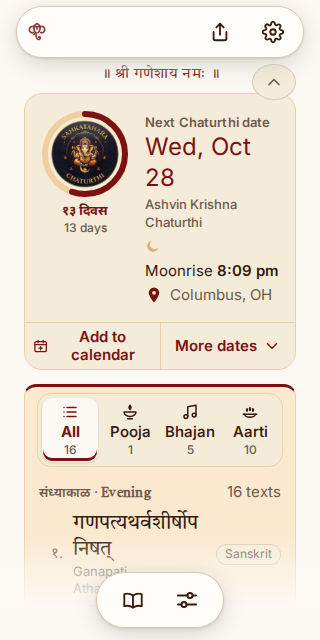 ॥ श्री गणेशाय नमः ॥
SANKATAHARA
CHATURTHI
१३ दिवस
13 days
Next Chaturthi date
Wed, Oct
28
Ashvin Krishna
Chaturthi
Moonrise 8:09 pm
Columbus, OH
Add to
calendar
More dates
All
16
Pooja
1
Bhajan
5
Aarti
10
संध्याकाळ · Evening
16 texts
१.
गणपत्यथर्वशीर्षोप
निषत्
Ganapati
Sanskrit